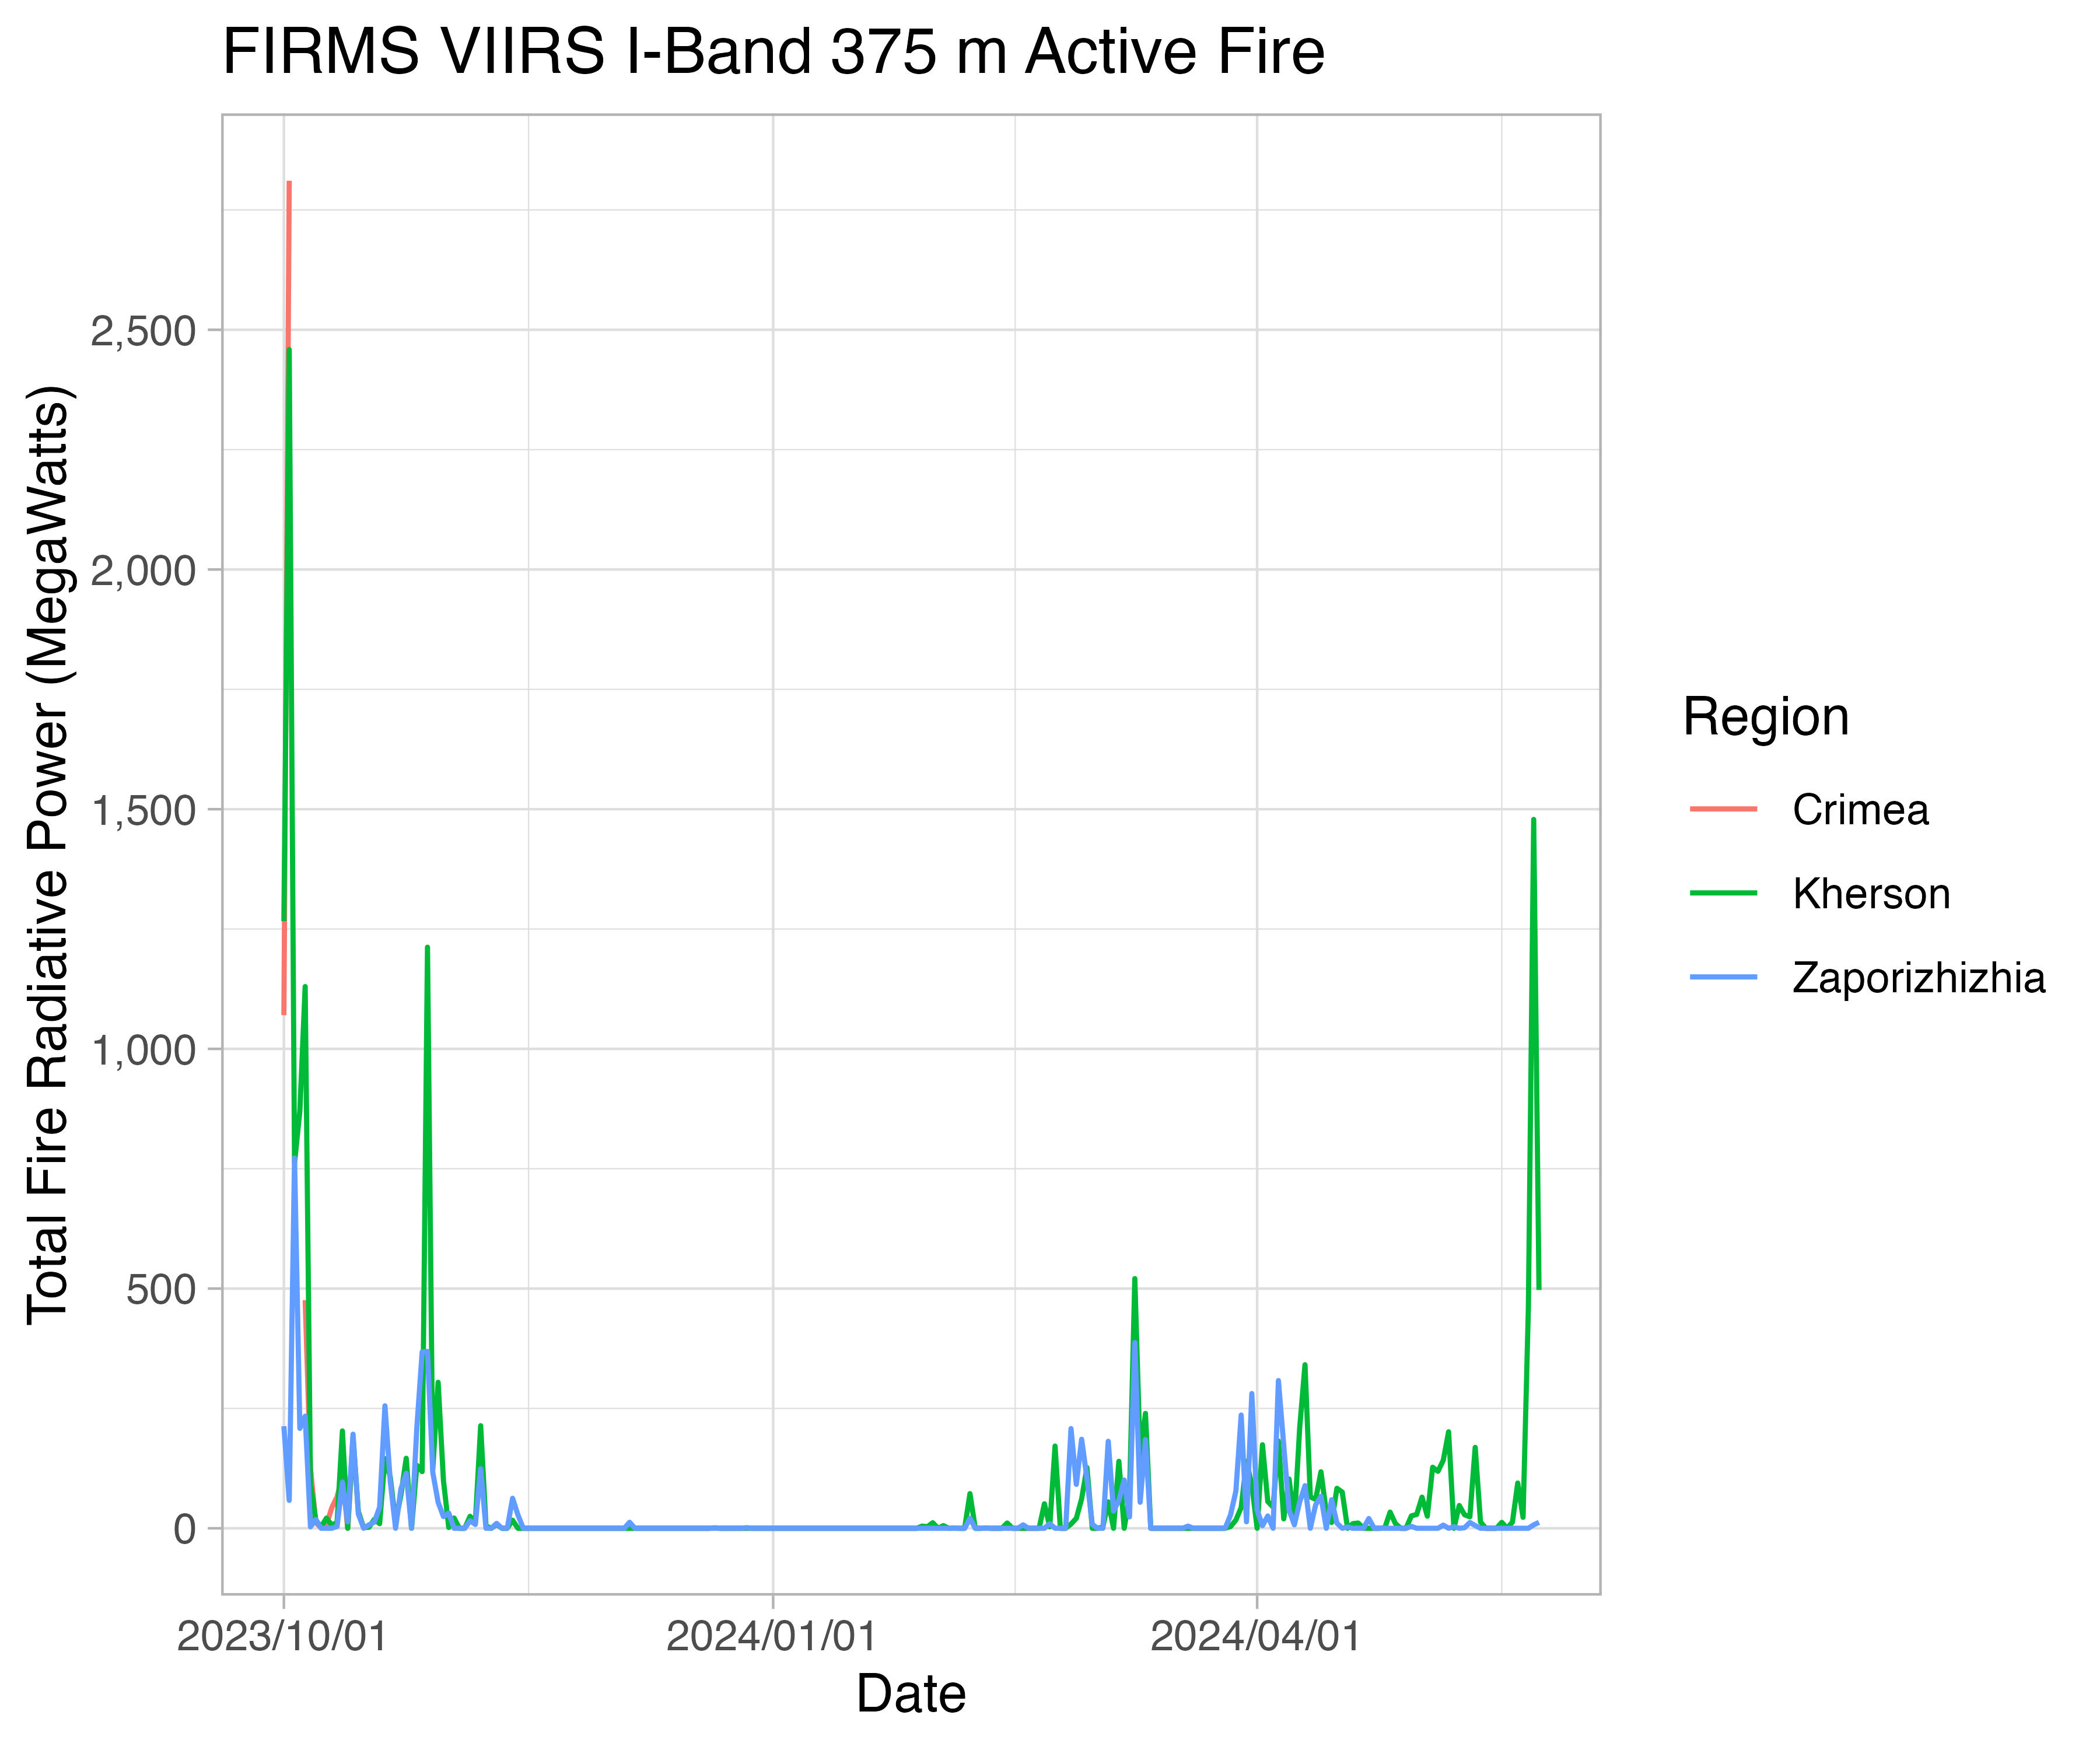 FIRMS VIIRS I-Band 375 m Active Fire
Total Fire Radiative Power (MegaWatts)
2,500
2,000
1,500
1,000
500
0
2023/10/01
2024/01/01
2024/04/01
Date
Region
Crimea
Kherson
Zaporizhizhia